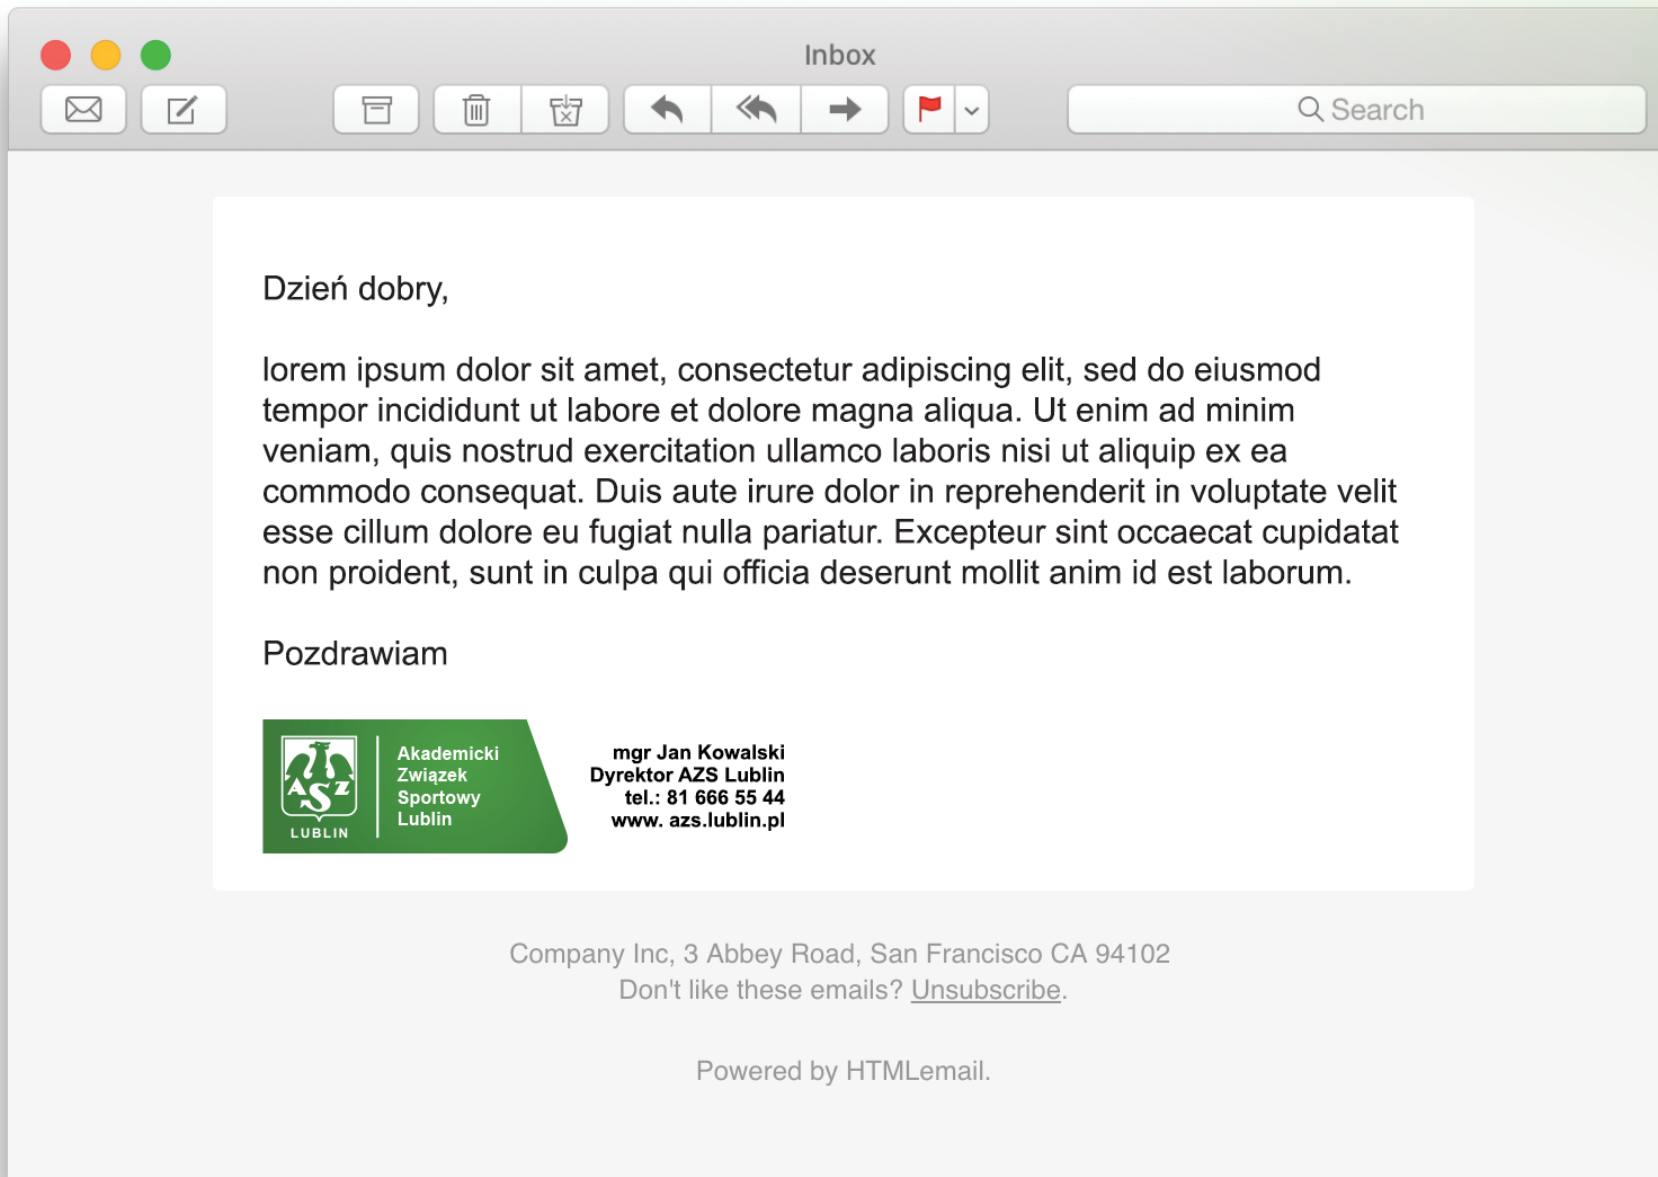 Inbox
Search
Dzień dobry,
lorem ipsum dolor sit amet, consectetur adipiscing elit, sed do eiusmod
tempor incididunt ut labore et dolore magna aliqua. Ut enim ad minim
veniam, quis nostrud exercitation ullamco laboris nisi ut aliquip ex ea
commodo consequat. Duis aute irure dolor in reprehenderit in voluptate velit
esse cillum dolore eu fugiat nulla pariatur. Excepteur sint occaecat cupidatat
non proident, sunt in culpa qui officia deserunt mollit anim id est laborum.
Pozdrawiam
ASZ
LUBLIN
Akademicki
Związek
Sportowy
Lublin
mgr Jan Kowalski
Dyrektor AZS Lublin
tel.: 81 666 55 44
www. azs.lublin.pl
Company Inc, 3 Abbey Road, San Francisco CA 94102
Don't like these emails? Unsubscribe.
Powered by HTMLemail.